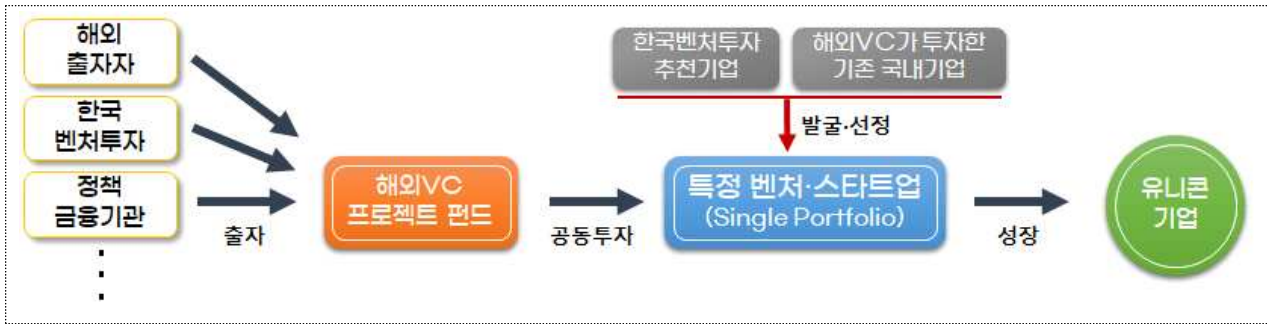 해외
출자자
한국
벤처투자
정책
금융기관
출자
해외VC
프로젝트 펀드
공동투자
한국벤처투자
추천기업
해외VC가 투자한
기존 국내기업
발굴·선정
특정 벤처·스타트업
(Single Portfolio)
성장
유니콘
기업